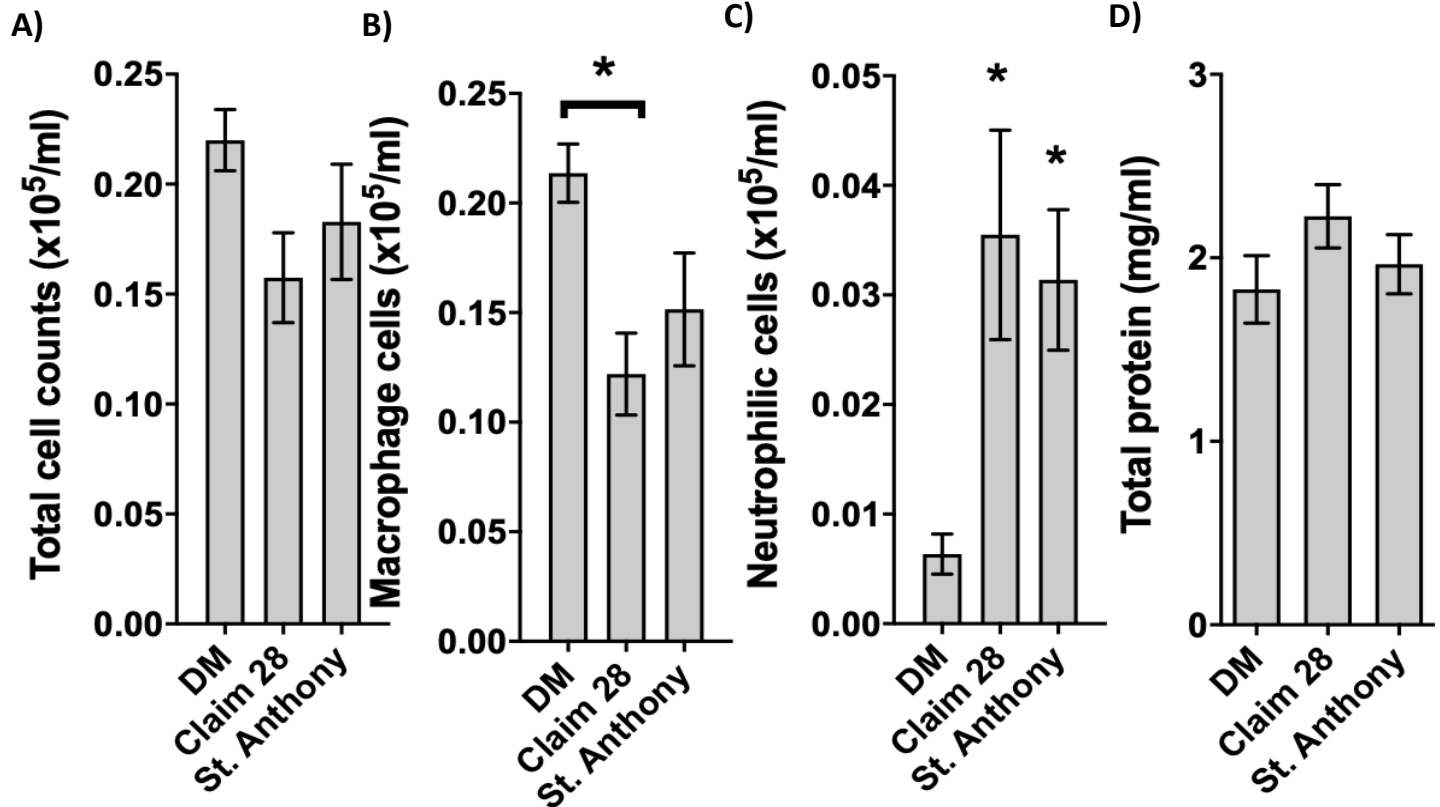 A)
Total cell counts (x10⁵/ml)
0.25
0.20
0.15
0.10
0.05
0.00
DM
Claim 28
St. Anthony
B)
Macrophage cells (x10⁵/ml)
*
0.25
0.20
0.15
0.10
0.05
0.00
DM
Claim 28
St. Anthony
C)
Neutrophilic cells (x10⁵/ml)
*
*
0.05
0.04
0.03
0.02
0.01
0.00
DM
Claim 28
St. Anthony
D)
Total protein (mg/ml)
3
2
1
0
DM
Claim 28
St. Anthony